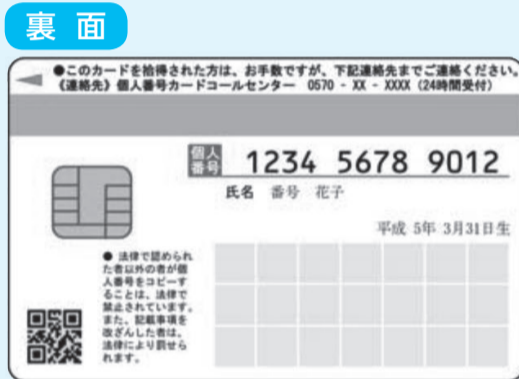 裏 面
●このカードを拾得された方は、お手数ですが、下記連絡先までご連絡ください。
《連絡先》個人番号カードコールセンター 0570 - XX - XXXX (24時間受付)
個人
番号 1234 5678 9012
氏名 番号 花子
平成 5年 3月31日生
● 法律で認められ
た者以外の者が個
人番号をコピーす
ることは、法律で
禁止されています。
また、記載事項を
改ざんした者は、
法律により罰せら
れます。